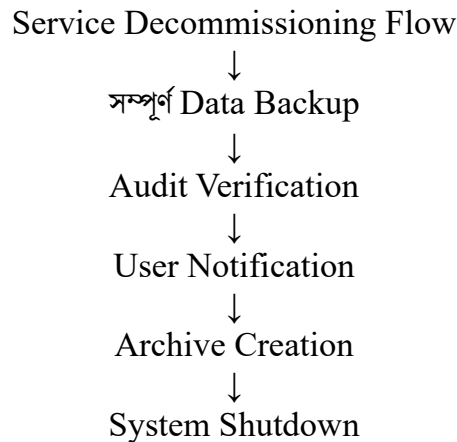 Service Decommissioning Flow
↓
সম্পূর্ণ Data Backup
↓
Audit Verification
↓
User Notification
↓
Archive Creation
↓
System Shutdown